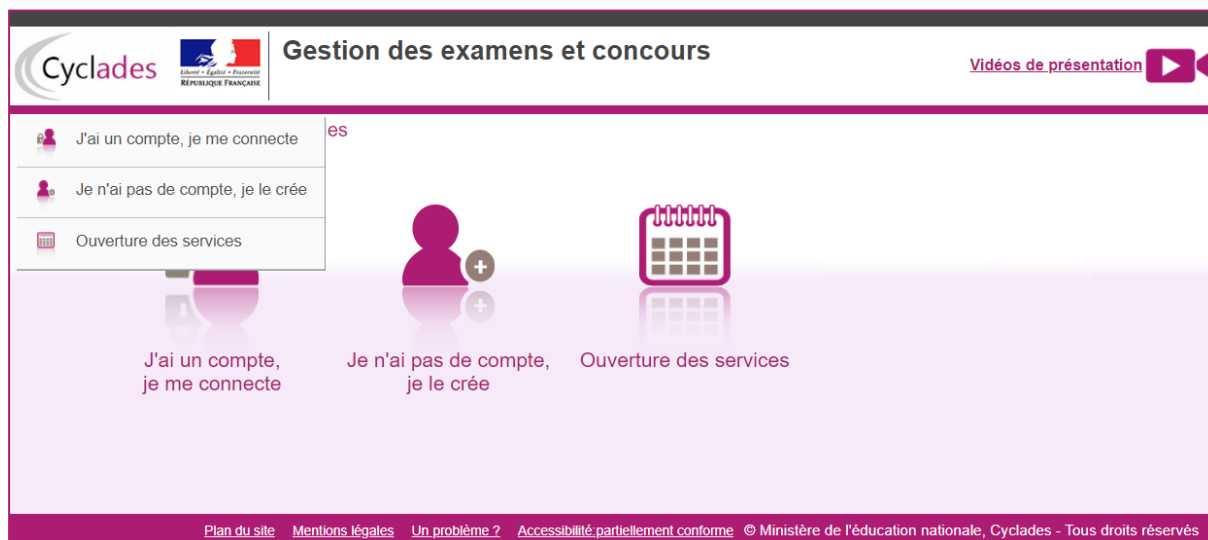 Cyclades
Liberté • Égalité • Fraternité
RÉPUBLIQUE FRANÇAISE
Gestion des examens et concours
Vidéos de présentation
es
J'ai un compte, je me connecte
Je n'ai pas de compte, je le crée
Ouverture des services
J'ai un compte,
je me connecte
Je n'ai pas de compte,
je le crée
Ouverture des services
Plan du site Mentions légales Un problème ? Accessibilité:partiellement conforme © Ministère de l'éducation nationale, Cyclades - Tous droits réservés